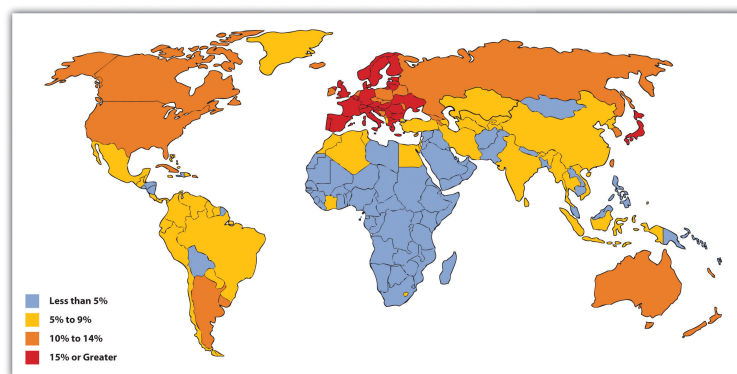 Less than 5%
5% to 9%
10% to 14%
15% or Greater